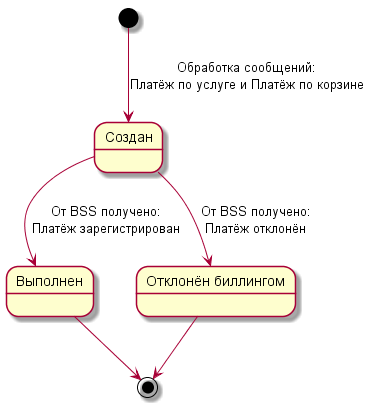 Обработка сообщений:
Платёж по услуге и Платёж по корзине
Создан
От BSS получено:
Платёж зарегистрирован
От BSS получено:
Платёж отклонён
Выполнен
Отклонён биллингом